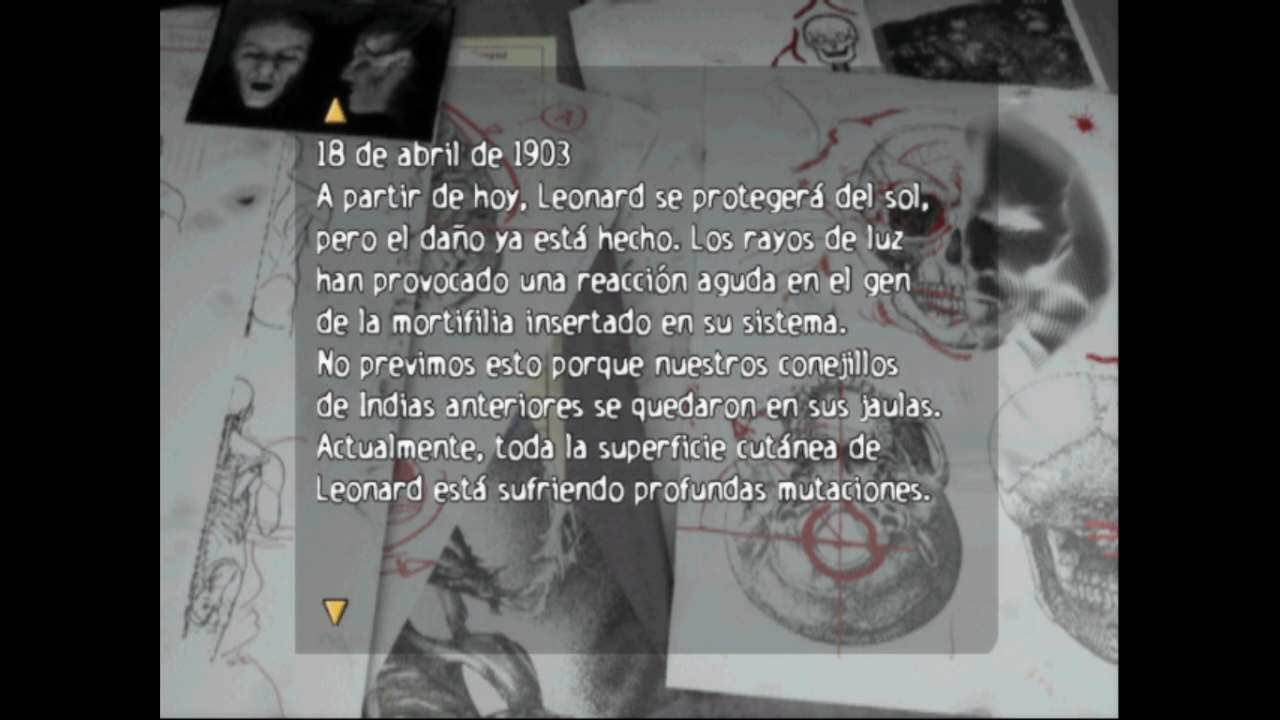 18 de abril de 1903
A partir de hoy, Leonard se protegerá del sol,
pero el daño ya está hecho. Los rayos de luz
han provocado una reacción aguda en el gen
de la mortifilia insertado en su sistema.
No previmos esto porque nuestros conejillos
de Indias anteriores se quedaron en sus jaulas.
Actualmente, toda la superficie cutánea de
Leonard está sufriendo profundas mutaciones.